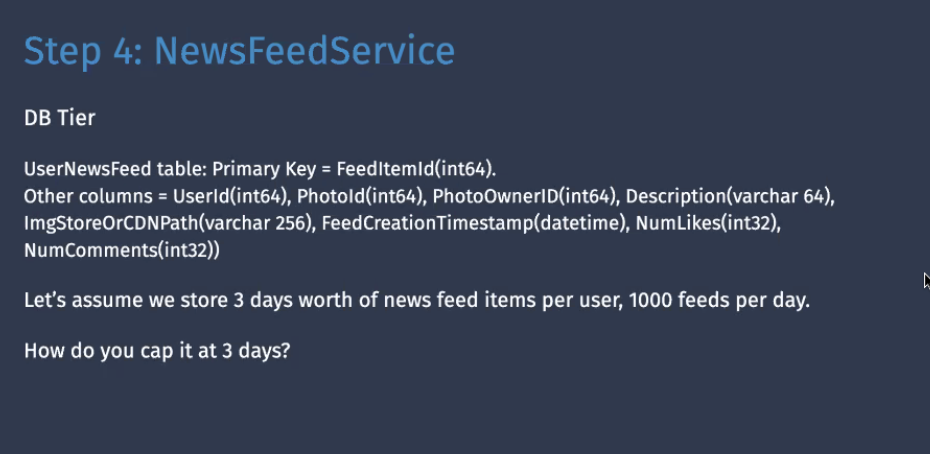 Step 4: NewsFeedService
DB Tier
UserNewsFeed table: Primary Key = FeedItemId(int64).
Other columns = UserId(int64), PhotoId(int64), PhotoOwnerID(int64), Description(varchar 64),
ImgStoreOrCDNPath(varchar 256), FeedCreationTimestamp(datetime), NumLikes(int32),
NumComments(int32))
Let’s assume we store 3 days worth of news feed items per user, 1000 feeds per day.
How do you cap it at 3 days?